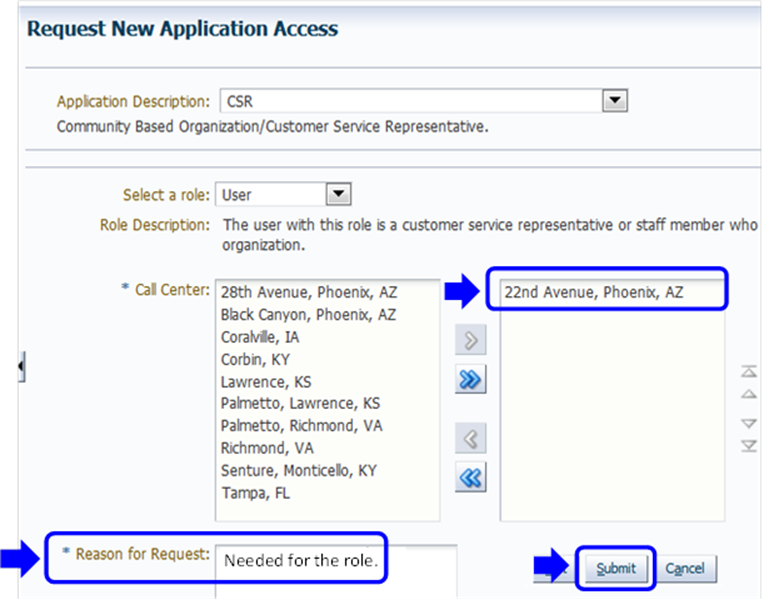 Request New Application Access
Application Description: CSR
Community Based Organization/Customer Service Representative.
Select a role: User
Role Description: The user with this role is a customer service representative or staff member who
organization.
* Call Center:
28th Avenue, Phoenix, AZ
Black Canyon, Phoenix, AZ
Coralville, IA
Corbin, KY
Lawrence, KS
Palmetto, Lawrence, KS
Palmetto, Richmond, VA
Richmond, VA
Senture, Monticello, KY
Tampa, FL
22nd Avenue, Phoenix, AZ
* Reason for Request: Needed for the role.
Submit
Cancel